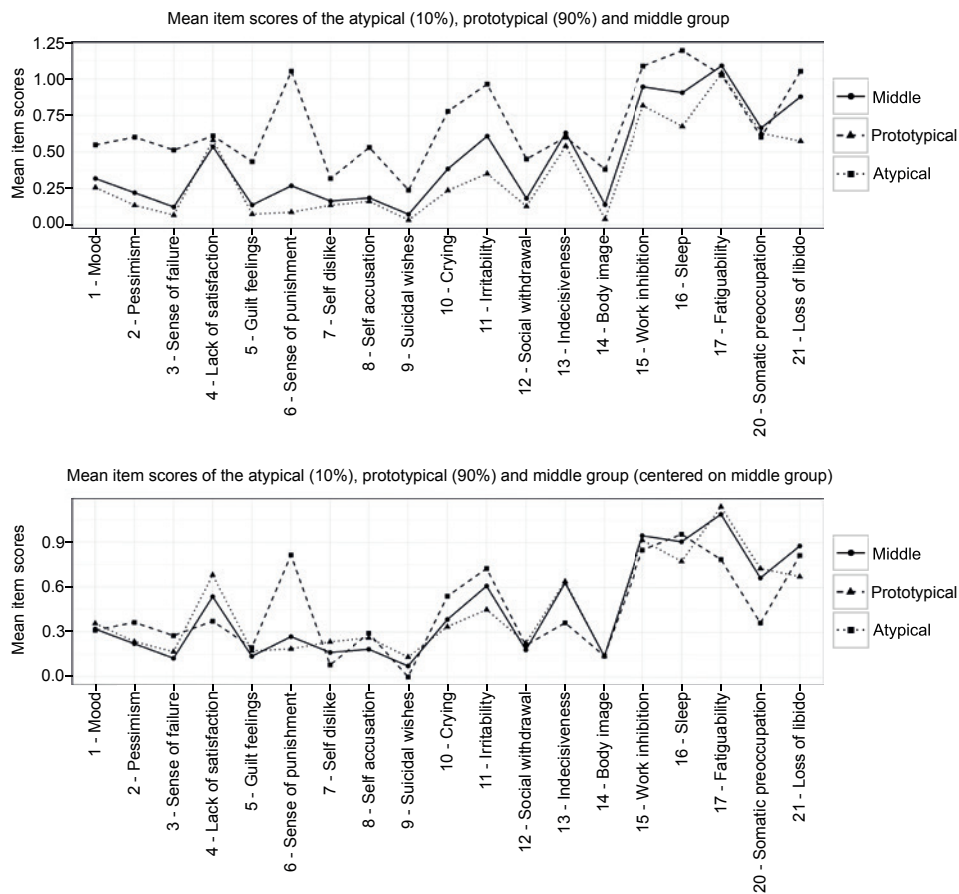 Mean item scores of the atypical (10%), prototypical (90%) and middle group
Mean item scores
1.25
1.00
0.75
0.50
0.25
0.00
1 - Mood
2 - Pessimism
3 - Sense of failure
4 - Lack of satisfaction
5 - Guilt feelings
6 - Sense of punishment
7 - Self dislike
8 - Self accusation
9 - Suicidal wishes
10 - Crying
11 - Irritability
12 - Social withdrawal
13 - Indecisiveness
14 - Body image
15 - Work inhibition
16 - Sleep
17 - Fatiguability
20 - Somatic preoccupation
21 - Loss of libido
Middle
Prototypical
Atypical
Mean item scores of the atypical (10%), prototypical (90%) and middle group (centered on middle group)
Mean item scores
0.9
0.6
0.3
0.0
1 - Mood
2 - Pessimism
3 - Sense of failure
4 - Lack of satisfaction
5 - Guilt feelings
6 - Sense of punishment
7 - Self dislike
8 - Self accusation
9 - Suicidal wishes
10 - Crying
11 - Irritability
12 - Social withdrawal
13 - Indecisiveness
14 - Body image
15 - Work inhibition
16 - Sleep
17 - Fatiguability
20 - Somatic preoccupation
21 - Loss of libido
Middle
Prototypical
Atypical